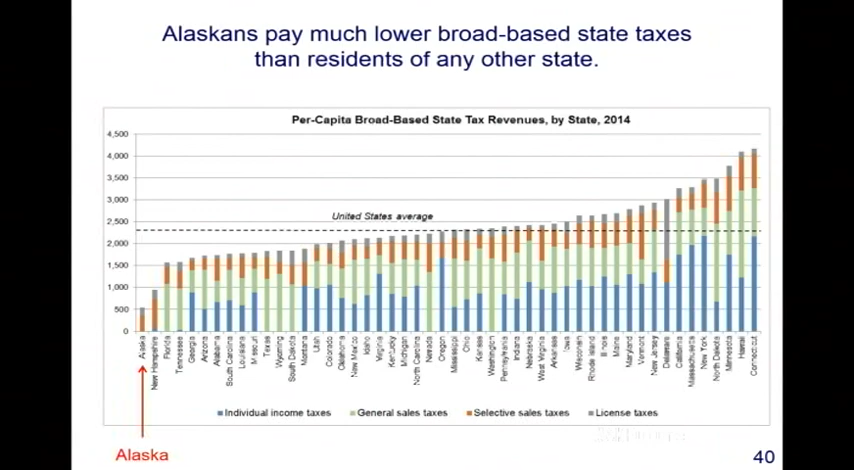 Alaskans pay much lower broad-based state taxes
than residents of any other state.
Per-Capita Broad-Based State Tax Revenues, by State, 2014
4,500
4,000
3,500
3,000
2,500
2,000
1,500
1,000
500
0
United States average
Alaska
New Hampshire
Florida
Tennessee
Georgia
Arizona
Alabama
South Carolina
Louisiana
Missouri
Texas
Wyoming
South Dakota
Montana
Utah
Colorado
Oklahoma
New Mexico
Idaho
Virginia
Kentucky
Michigan
North Carolina
Nevada
Oregon
Mississippi
Ohio
Kansas
Washington
Pennsylvania
Indiana
Nebraska
West Virginia
Arkansas
Iowa
Wisconsin
Rhode Island
Illinois
Maine
Maryland
Vermont
New Jersey
Delaware
California
Massachusetts
New York
North Dakota
Minnesota
Hawaii
Connecticut
Individual income taxes
General sales taxes
Selective sales taxes
License taxes
Alaska
40